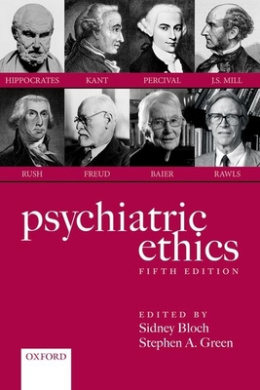 HIPPOCRATES KANT PERCIVAL J.S. MILL
RUSH FREUD BAIER RAWLS
psychiatric
ethics
FIFTH EDITION
EDITED BY
Sidney Bloch
Stephen A. Green
OXFORD